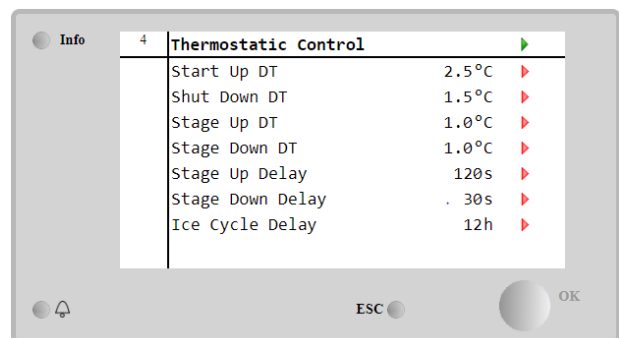 Info
4 Thermostatic Control
Start Up DT 2.5°C
Shut Down DT 1.5°C
Stage Up DT 1.0°C
Stage Down DT 1.0°C
Stage Up Delay 120s
Stage Down Delay . 30s
Ice Cycle Delay 12h
ESC
OK